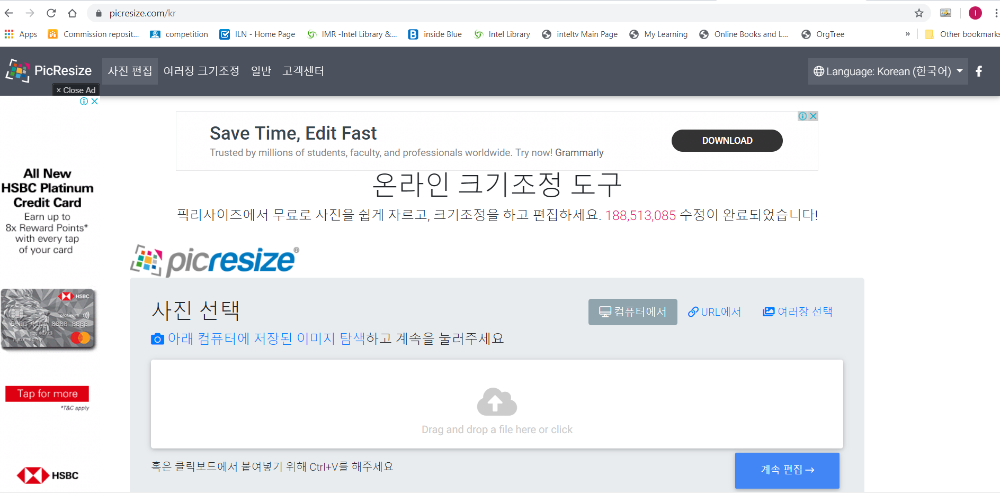 picresize.com/kr
Apps Commission reposit... competition ILN - Home Page IMR -Intel Library &... inside Blue Intel Library inteltv Main Page My Learning Online Books and L... OrgTree » Other bookmarks
PicResize 사진 편집 여러장 크기조정 일반 고객센터 Language: Korean (한국어)
× Close Ad
Save Time, Edit Fast
Trusted by millions of students, faculty, and professionals worldwide. Try now! Grammarly
DOWNLOAD
온라인 크기조정 도구
픽리사이즈에서 무료로 사진을 쉽게 자르고, 크기조정을 하고 편집하세요. 188,513,085 수정이 완료되었습니다!
All New
HSBC Platinum
Credit Card
Earn up to
8x Reward Points*
with every tap
of your card
HSBC
platinum
Tap for more
*T&C apply
HSBC
picresize®
사진 선택
컴퓨터에서 URL에서 여러장 선택
아래 컴퓨터에 저장된 이미지 탐색하고 계속을 눌러주세요
Drag and drop a file here or click
혹은 클릭보드에서 붙여넣기 위해 Ctrl+V를 해주세요
계속 편집→